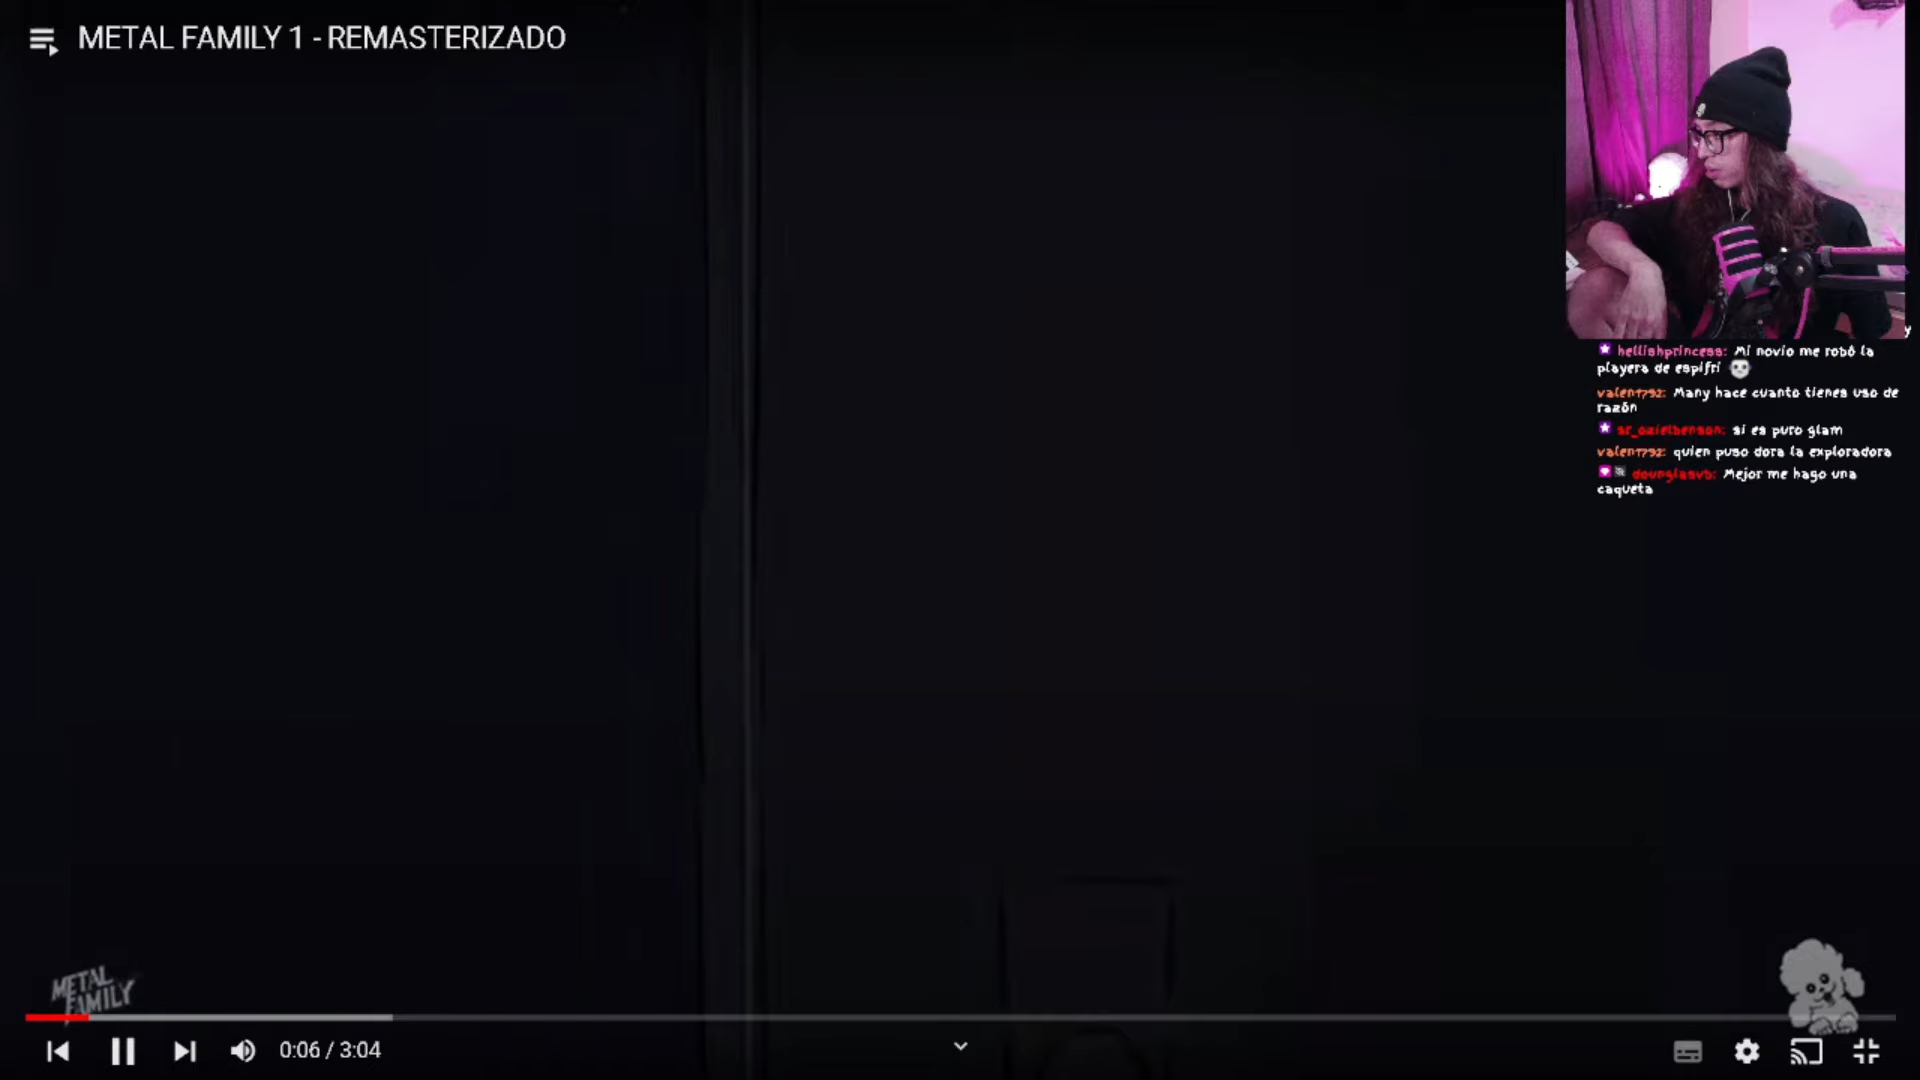 METAL FAMILY 1 - REMASTERIZADO
y
hellishprincess: Mi novio me robó la
playera de espifri
valen1792: Many hace cuanto tienes uso de
razón
sr_ozielbenson: si es puro glam
valen1792: quien puso dora la exploradora
dounglasvb: Mejor me hago una
caqueta
METAL
FAMILY
0:06 / 3:04